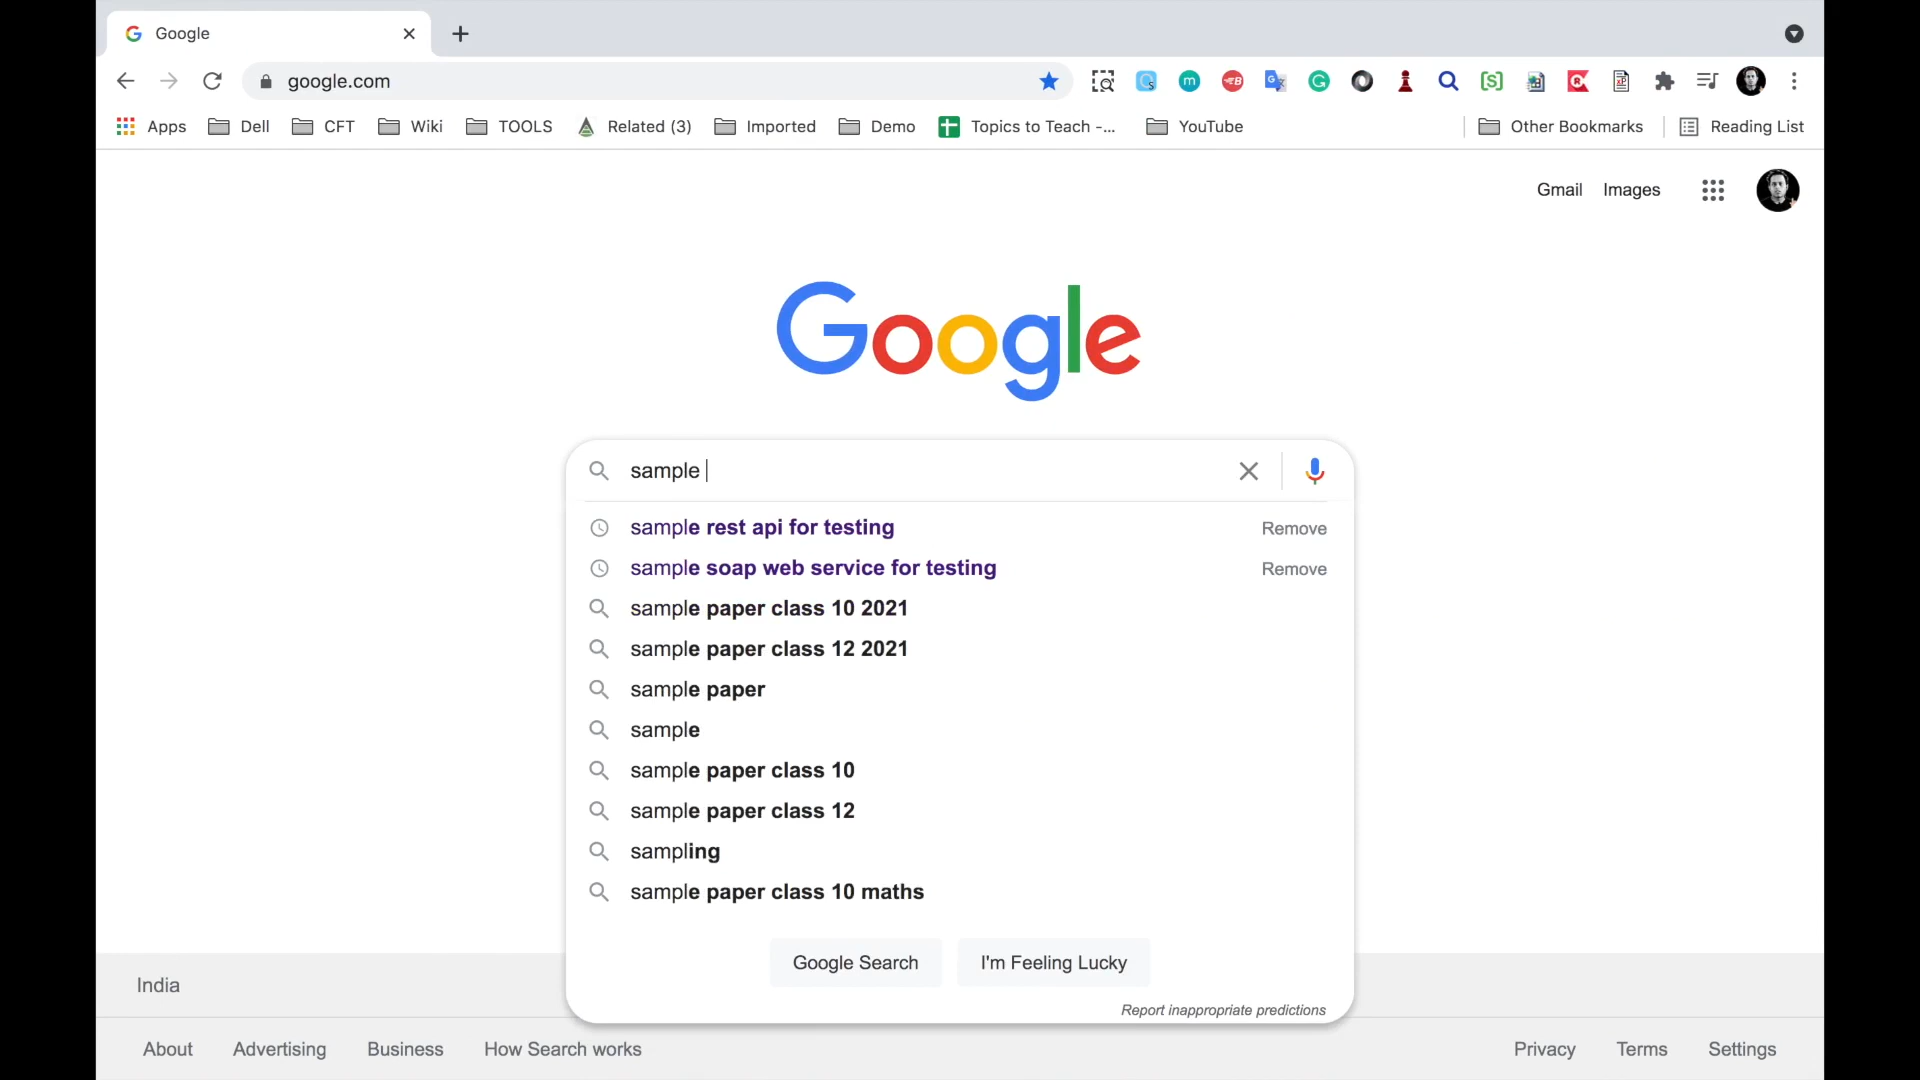 Google
google.com
Apps Dell CFT Wiki TOOLS Related (3) Imported Demo Topics to Teach -... YouTube Other Bookmarks Reading List
Gmail Images
Google
sample
sample rest api for testing Remove
sample soap web service for testing Remove
sample paper class 10 2021
sample paper class 12 2021
sample paper
sample
sample paper class 10
sample paper class 12
sampling
sample paper class 10 maths
Google Search I'm Feeling Lucky
Report inappropriate predictions
India
About Advertising Business How Search works Privacy Terms Settings